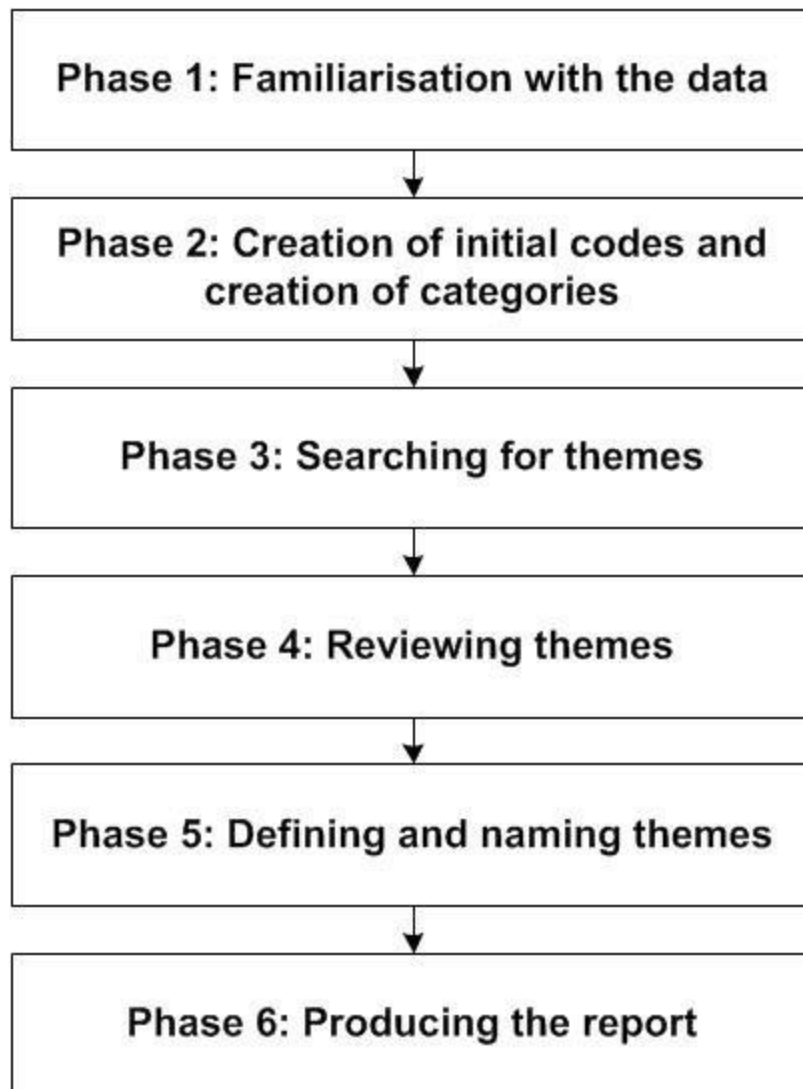 Phase 1: Familiarisation with the data
Phase 2: Creation of initial codes and
creation of categories
Phase 3: Searching for themes
Phase 4: Reviewing themes
Phase 5: Defining and naming themes
Phase 6: Producing the report